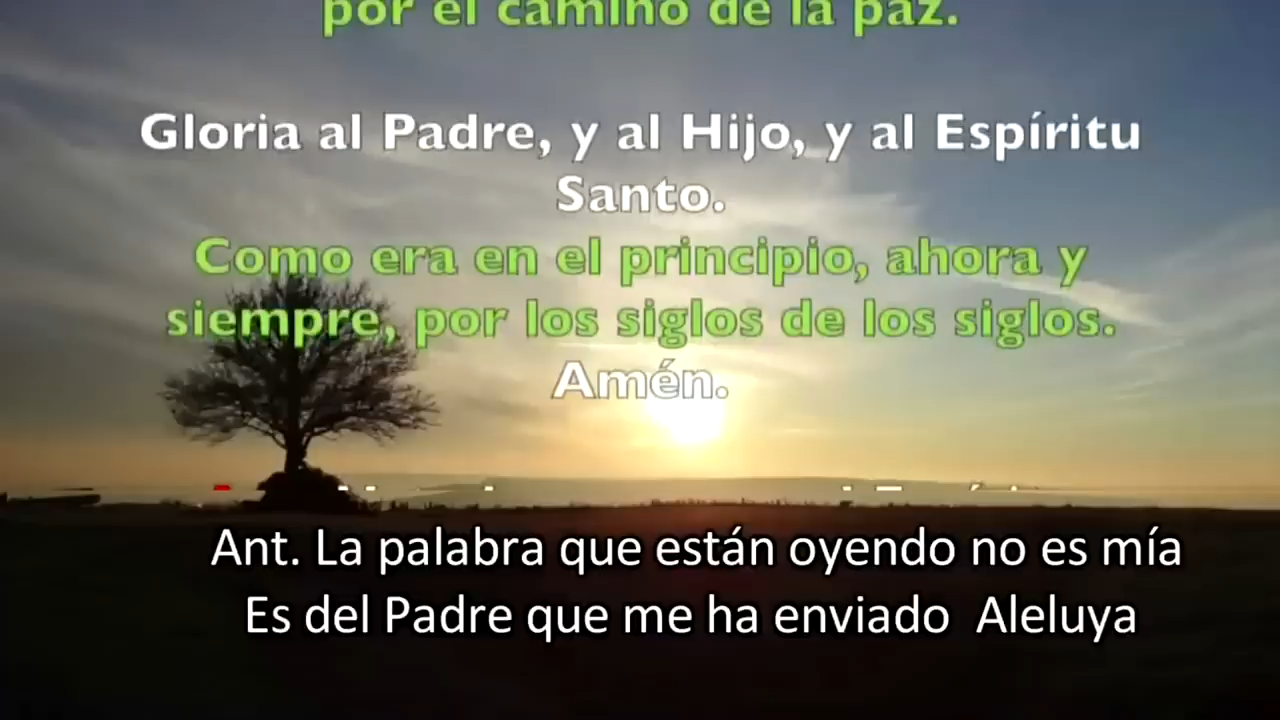 por el camino de la paz.
Gloria al Padre, y al Hijo, y al Espíritu
Santo.
Como era en el principio, ahora y
siempre, por los siglos de los siglos.
Amén.
Ant. La palabra que están oyendo no es mía
Es del Padre que me ha enviado Aleluya